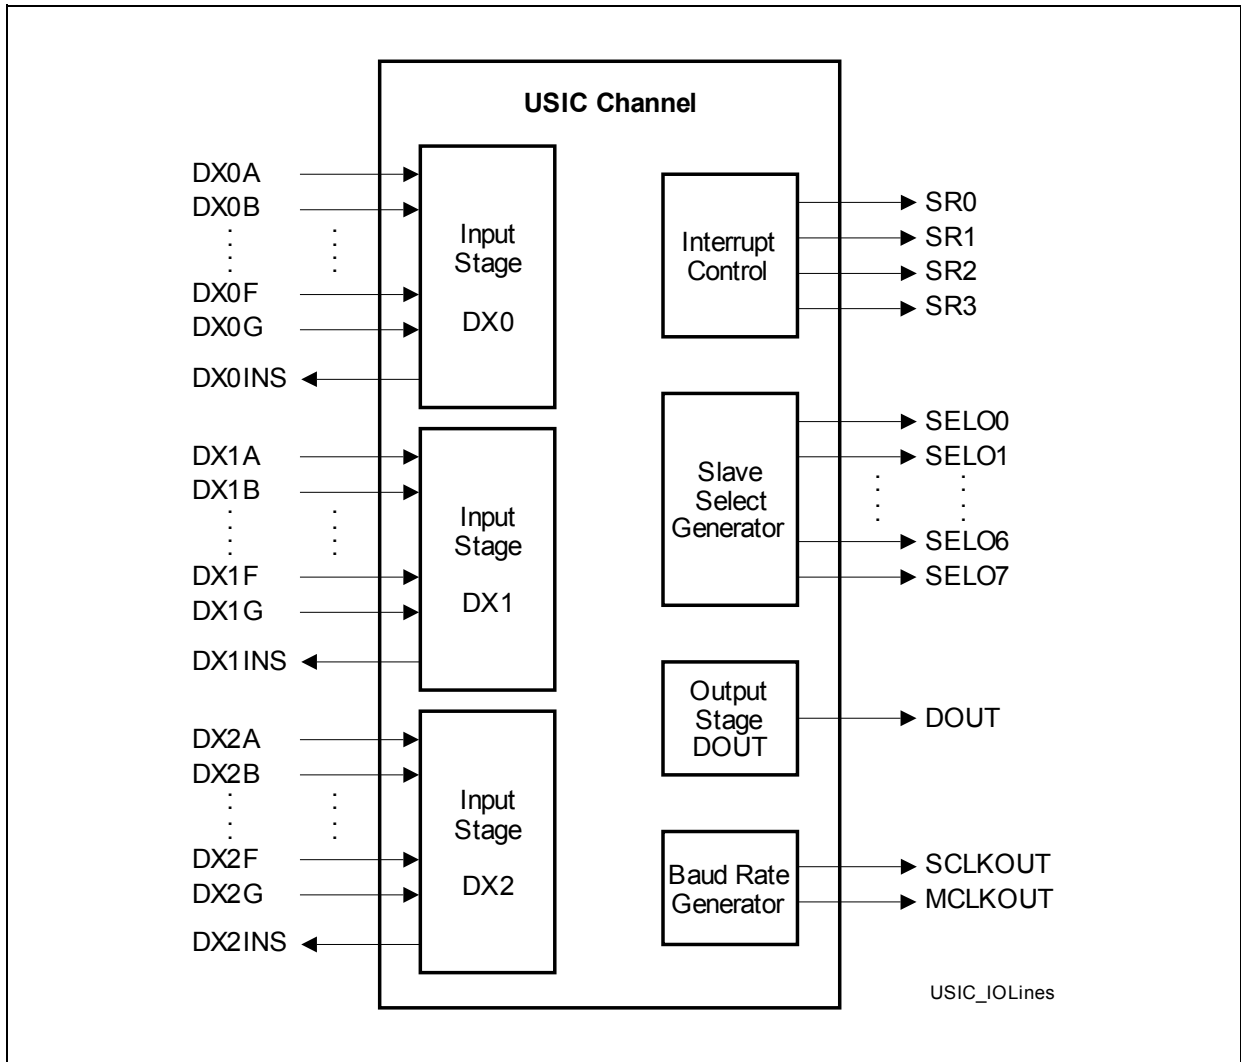 USIC Channel
DX0A
DX0B
DX0F
DX0G
DX0INS
Input
Stage
DX0
DX1A
DX1B
DX1F
DX1G
DX1INS
Input
Stage
DX1
DX2A
DX2B
DX2F
DX2G
DX2INS
Input
Stage
DX2
Interrupt
Control
SR0
SR1
SR2
SR3
Slave
Select
Generator
SELO0
SELO1
SELO6
SELO7
Output
Stage
DOUT
DOUT
Baud Rate
Generator
SCLKOUT
MCLKOUT
USIC_IOLines